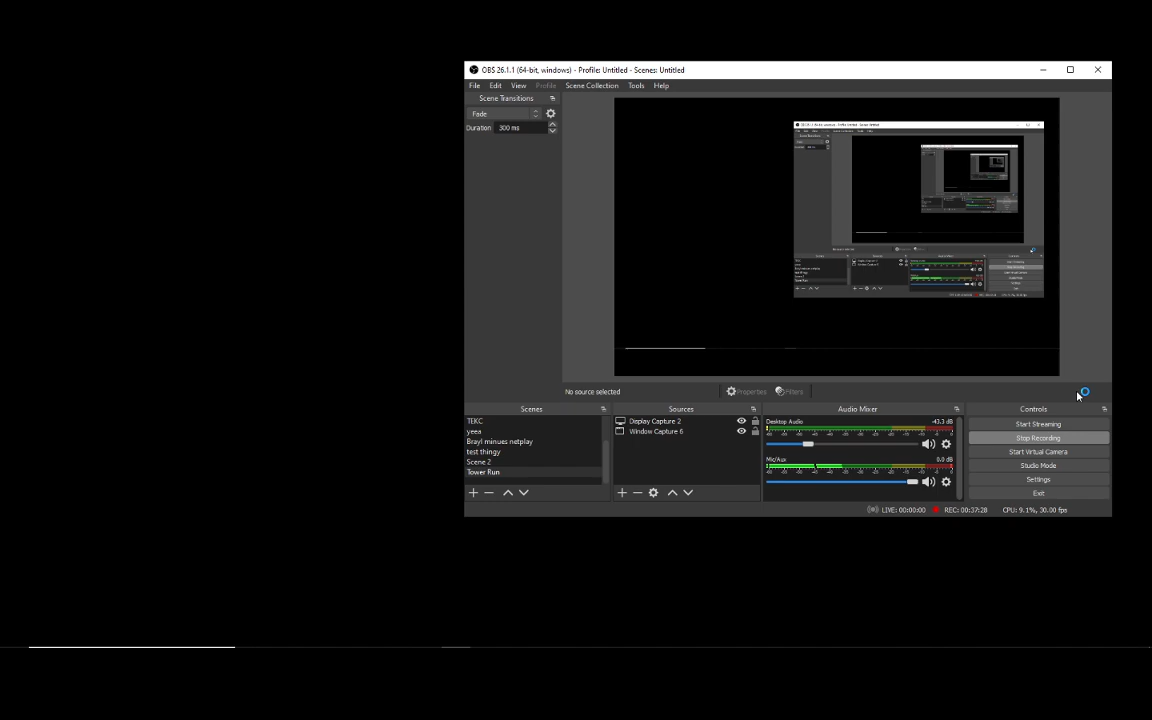 OBS 26.1.1 (64-bit, windows) - Profile: Untitled - Scenes: Untitled
File Edit View Profile Scene Collection Tools Help
Scene Transitions
Fade
Duration 300 ms
No source selected Properties Filters
Scenes
TEKC
yeea
Brayl minues netplay
test thingy
Scene 2
Tower Run
Sources
Display Capture 2
Window Capture 6
Audio Mixer
Desktop Audio -43.3 dB
Mic/Aux 0.0 dB
Controls
Start Streaming
Stop Recording
Start Virtual Camera
Studio Mode
Settings
Exit
LIVE: 00:00:00 REC: 00:37:28 CPU: 9.1%, 30.00 fps